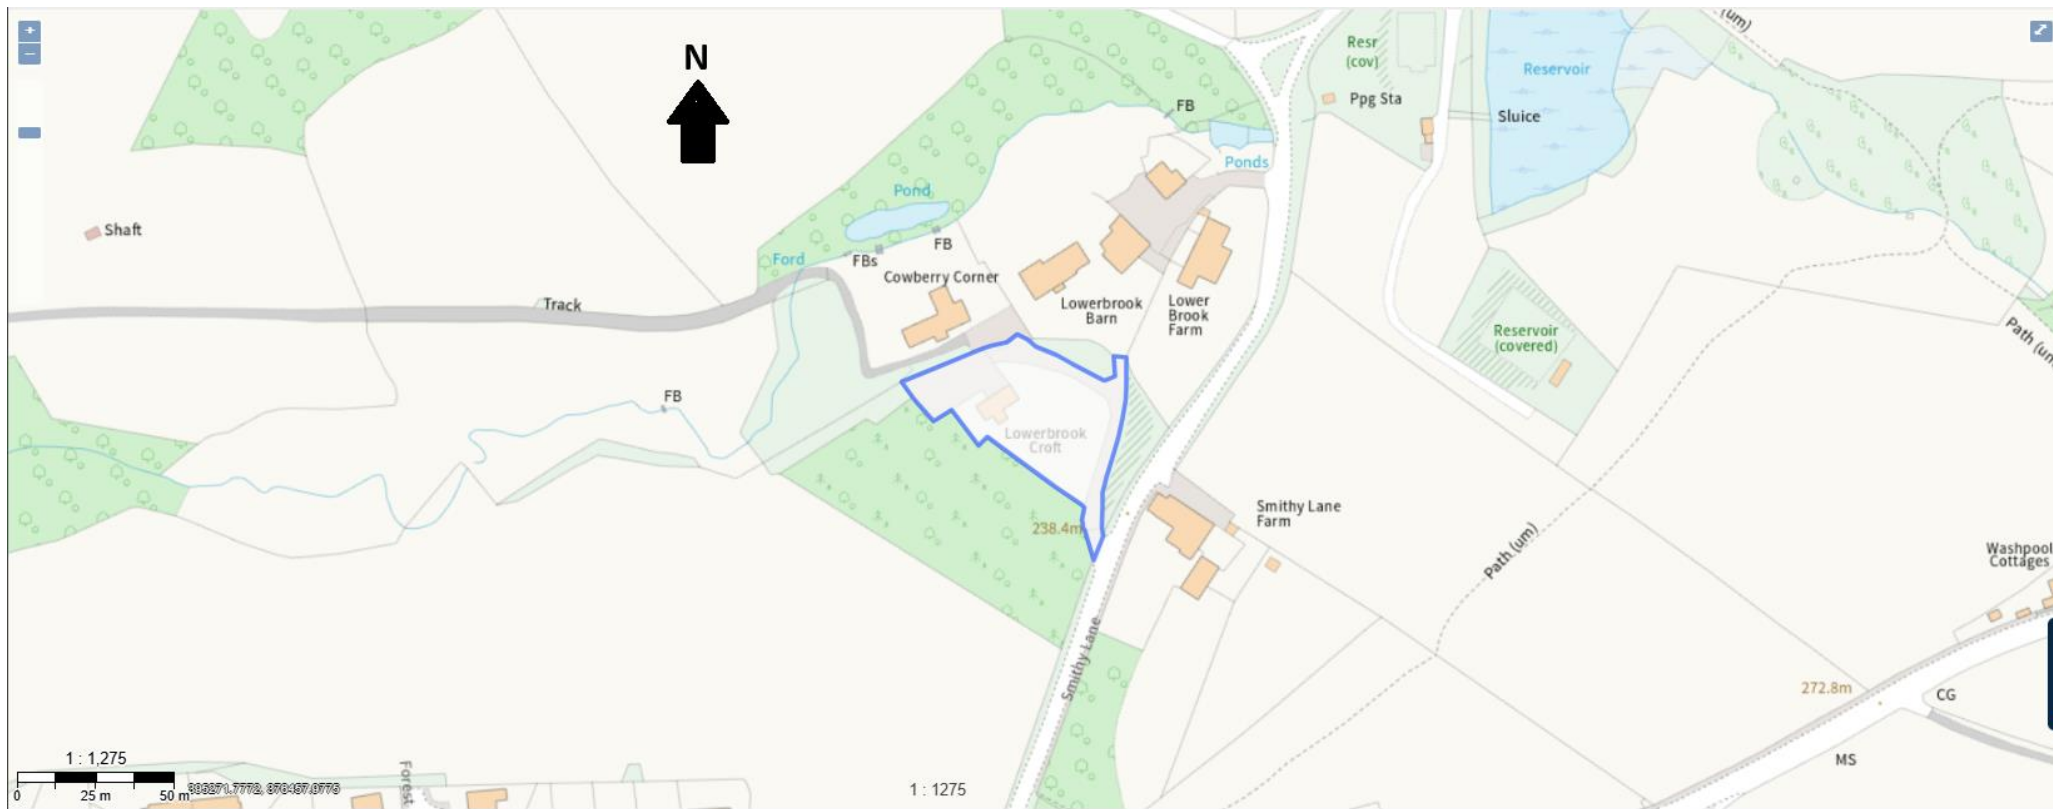 +
−
N
(um)
Resr
(cov)
Reservoir
Ppg Sta
FB
Sluice
Ponds
Pond
Shaft
FB
Ford
FBs
Cowberry Corner
Track
Lowerbrook
Barn
Lower
Brook
Farm
Reservoir
(covered)
Path (um
FB
Lowerbrook
Croft
Smithy Lane
Farm
238.4m
Path (um)
Washpool
Cottages
Smithy Lane
272.8m
CG
MS
1 : 1,275
0
25 m
50 m
Forest
1 : 1275